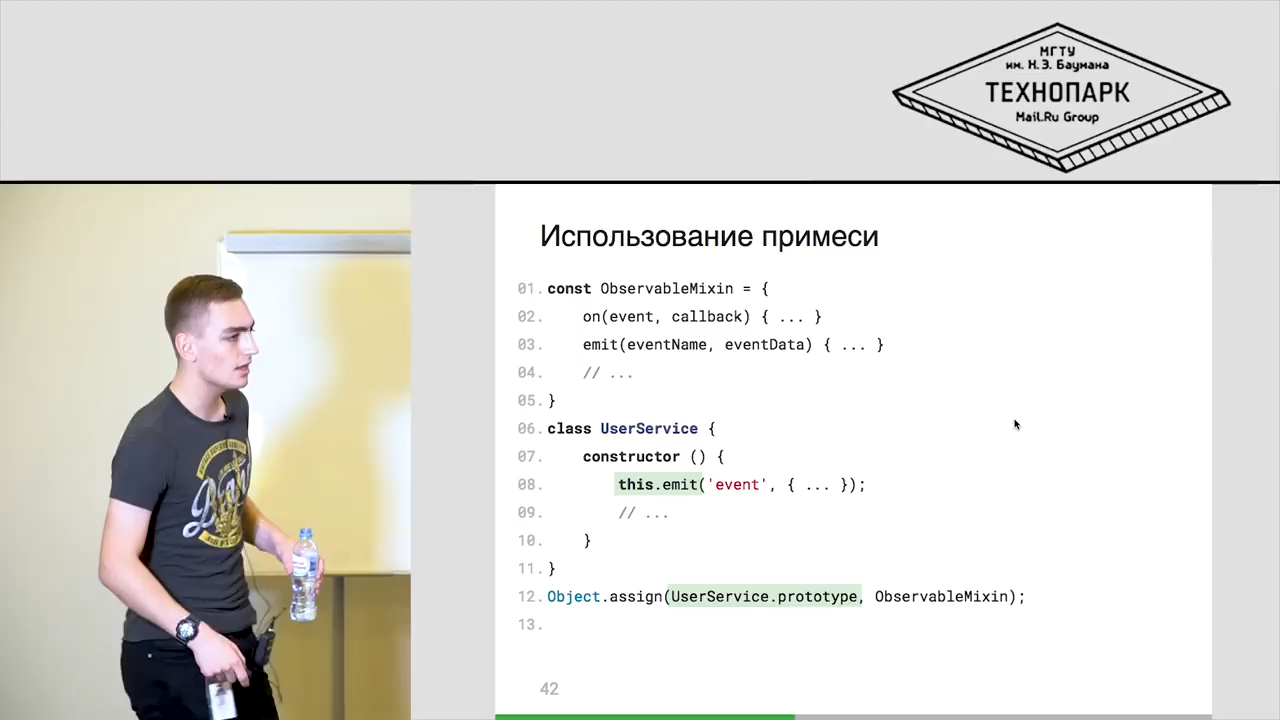 МГТУ
им. Н.Э. Баумана
ТЕХНОПАРК
Mail.Ru Group
Использование примеси
01. const ObservableMixin = {
02. on(event, callback) { ... }
03. emit(eventName, eventData) { ... }
04. // ...
05. }
06. class UserService {
07. constructor () {
08. this.emit('event', { ... });
09. // ...
10. }
11. }
12. Object.assign(UserService.prototype, ObservableMixin);
13.
42